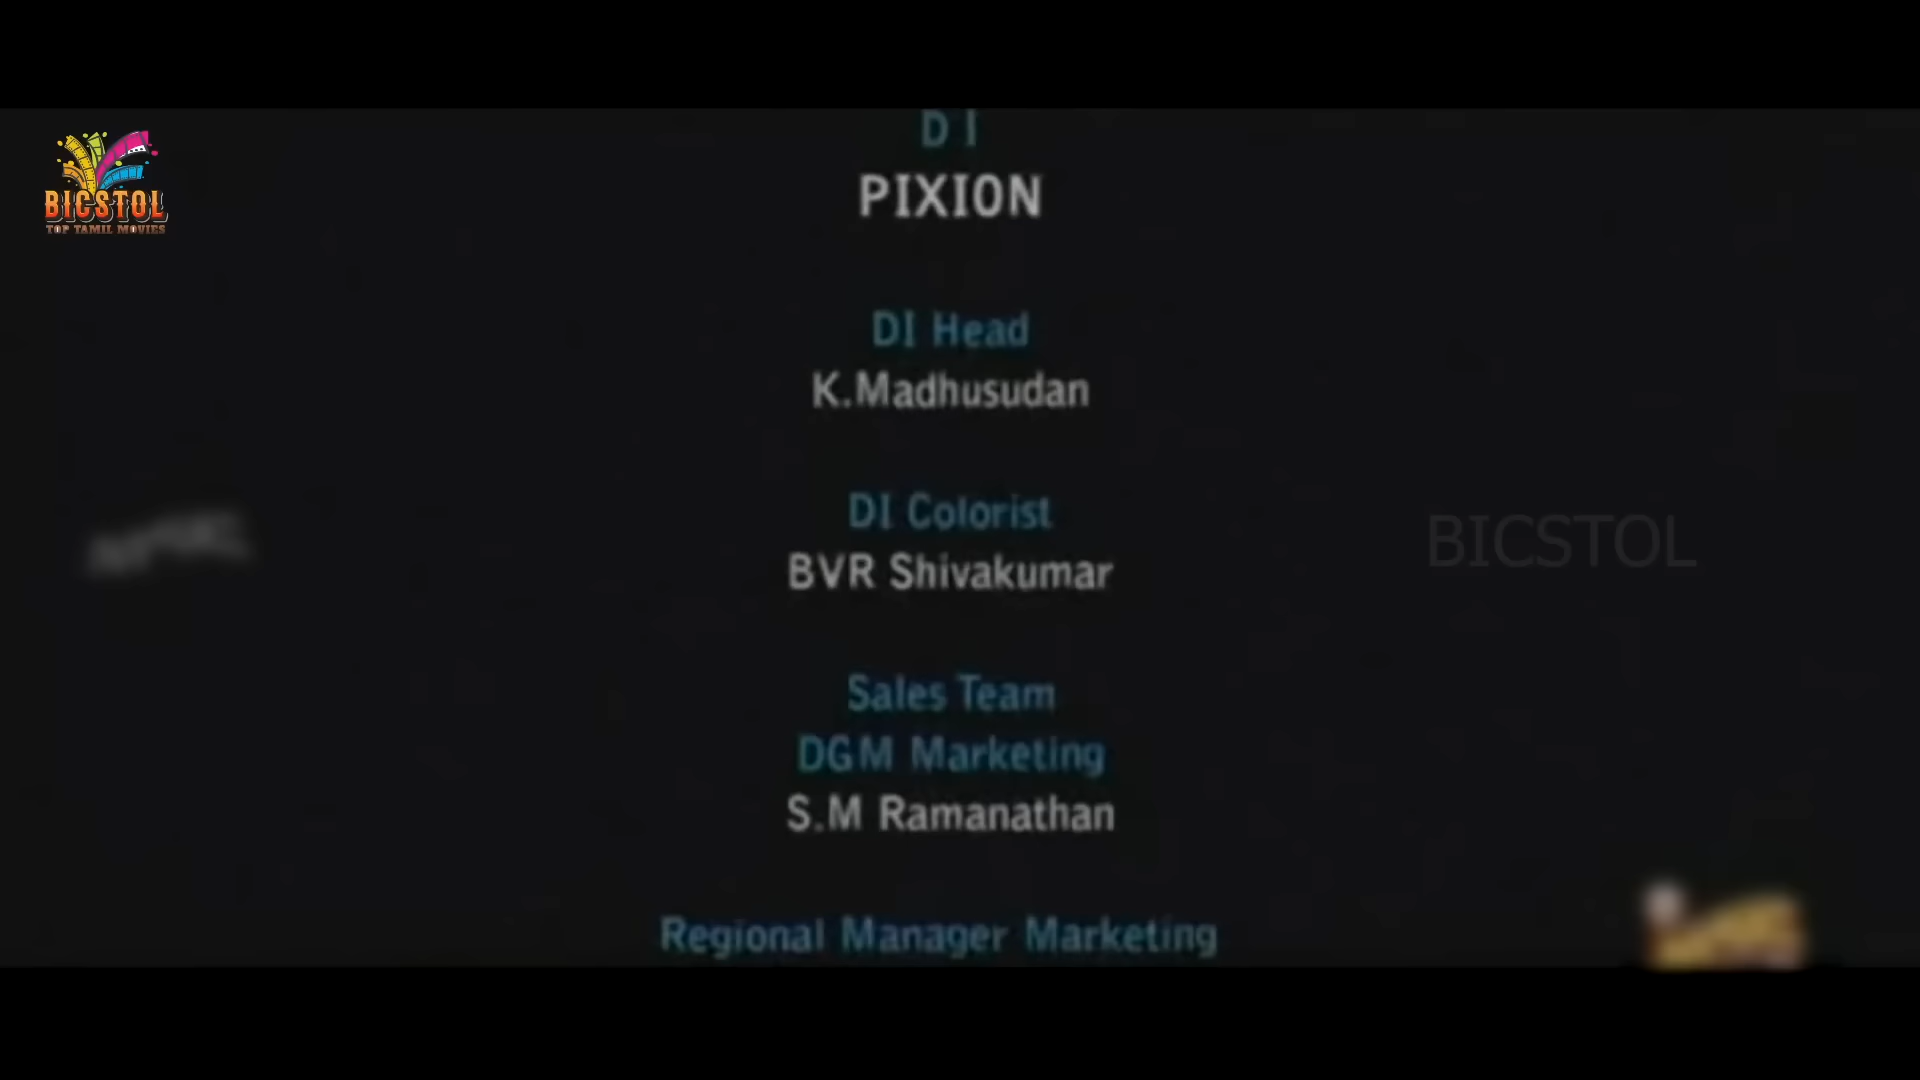 BICSTOL
TOP TAMIL MOVIES
D I
PIXION
DI Head
K.Madhusudan
DI Colorist
BVR Shivakumar
BICSTOL
Sales Team
DGM Marketing
S.M Ramanathan
Regional Manager Marketing